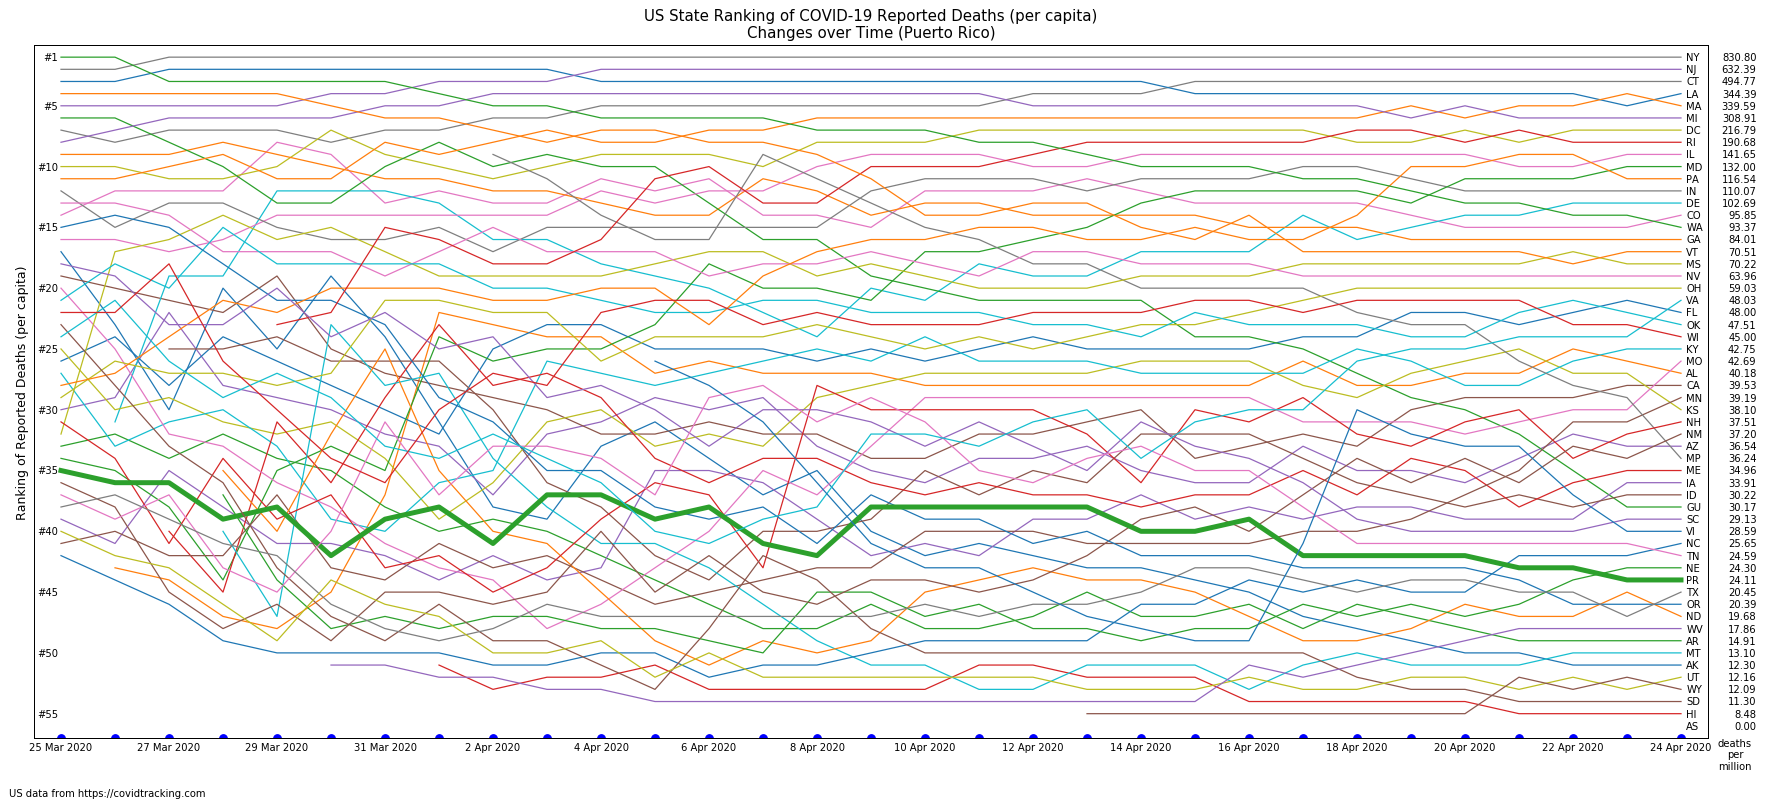 US State Ranking of COVID-19 Reported Deaths (per capita)
Changes over Time (Puerto Rico)
Ranking of Reported Deaths (per capita)
#1
#5
#10
#15
#20
#25
#30
#35
#40
#45
#50
#55
NY 830.80
NJ 632.39
CT 494.77
LA 344.39
MA 339.59
MI 308.91
DC 216.79
RI 190.68
IL 141.65
MD 132.00
PA 116.54
IN 110.07
DE 102.69
CO 95.85
WA 93.37
GA 84.01
VT 70.51
MS 70.22
NV 63.96
OH 59.03
VA 48.03
FL 48.00
OK 47.51
WI 45.00
KY 42.75
MO 42.69
AL 40.18
CA 39.53
MN 39.19
KS 38.10
NH 37.51
NM 37.20
AZ 36.54
MP 36.24
ME 34.96
IA 33.91
ID 30.22
GU 30.17
SC 29.13
VI 28.59
NC 25.65
TN 24.59
NE 24.30
PR 24.11
TX 20.45
OR 20.39
ND 19.68
WV 17.86
AR 14.91
MT 13.10
AK 12.30
UT 12.16
WY 12.09
SD 11.30
HI 8.48
AS 0.00
25 Mar 2020 27 Mar 2020 29 Mar 2020 31 Mar 2020 2 Apr 2020 4 Apr 2020 6 Apr 2020 8 Apr 2020 10 Apr 2020 12 Apr 2020 14 Apr 2020 16 Apr 2020 18 Apr 2020 20 Apr 2020 22 Apr 2020 24 Apr 2020
deaths
per
million
US data from https://covidtracking.com